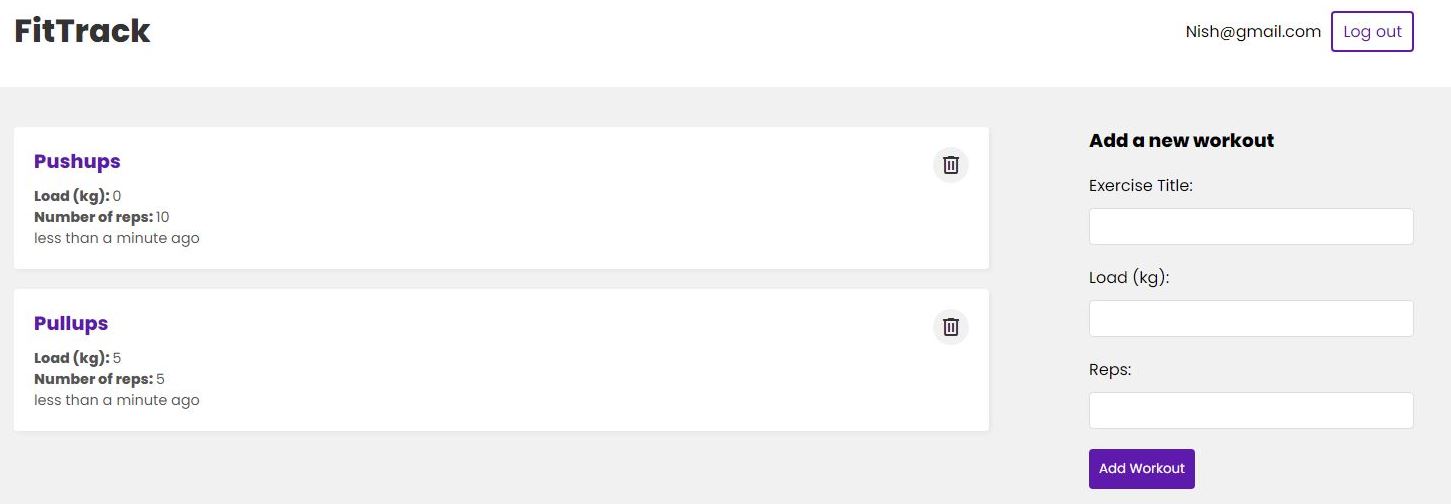 FitTrack
Nish@gmail.com
Log out
Pushups
Load (kg): 0
Number of reps: 10
less than a minute ago
Pullups
Load (kg): 5
Number of reps: 5
less than a minute ago
Add a new workout
Exercise Title:
Load (kg):
Reps:
Add Workout